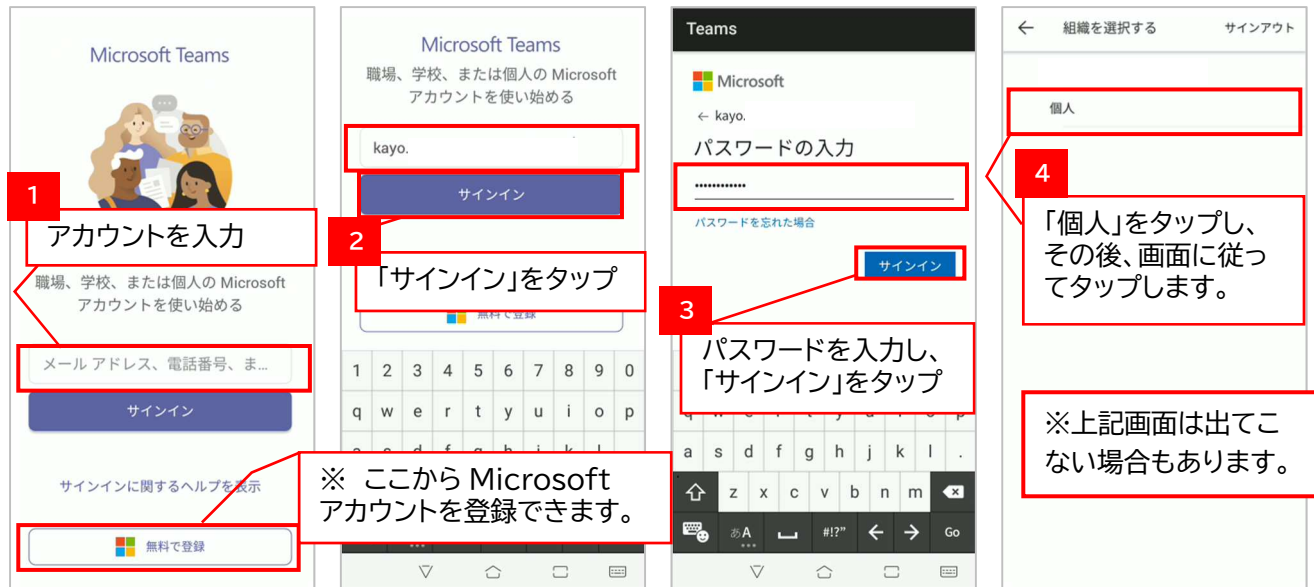 Microsoft Teams
1
アカウントを入力
職場、学校、または個人の Microsoft
アカウントを使い始める
メール アドレス、電話番号、ま...
サインイン
サインインに関するヘルプを表示
無料で登録
※ ここから Microsoft
アカウントを登録できます。
Microsoft Teams
職場、学校、または個人の Microsoft
アカウントを使い始める
kayo.
サインイン
2
「サインイン」をタップ
無料で登録
1 2 3 4 5 6 7 8 9 0
q w e r t y u i o p
Teams
Microsoft
← kayo.
パスワードの入力
••••••••••••
パスワードを忘れた場合
サインイン
3
パスワードを入力し、
「サインイン」をタップ
a s d f g h j k l .
z x c v b n m
あA #!?” ← → Go
← 組織を選択する サインアウト
個人
4
「個人」をタップし、
その後、画面に従っ
てタップします。
※上記画面は出てこ
ない場合もあります。